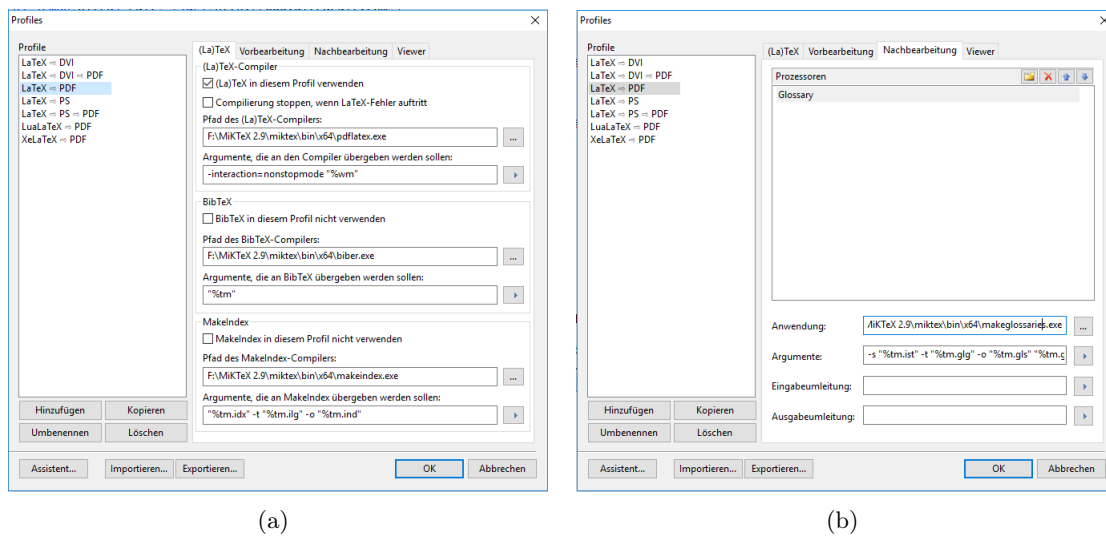 Profiles
Profile
LaTeX ⇨ DVI
LaTeX ⇨ DVI ⇨ PDF
LaTeX ⇨ PDF
LaTeX ⇨ PS
LaTeX ⇨ PS ⇨ PDF
LuaLaTeX ⇨ PDF
XeLaTeX ⇨ PDF
Hinzufügen Kopieren
Umbenennen Löschen
(La)TeX Vorbearbeitung Nachbearbeitung Viewer
(La)TeX-Compiler
(La)TeX in diesem Profil verwenden
Compilierung stoppen, wenn LaTeX-Fehler auftritt
Pfad des (La)TeX-Compilers:
F:\MiKTeX 2.9\miktex\bin\x64\pdflatex.exe
...
Argumente, die an den Compiler übergeben werden sollen:
-interaction=nonstopmode "%wm"
BibTeX
BibTeX in diesem Profil nicht verwenden
Pfad des BibTeX-Compilers:
F:\MiKTeX 2.9\miktex\bin\x64\biber.exe
...
Argumente, die an BibTeX übergeben werden sollen:
"%tm"
MakeIndex
MakeIndex in diesem Profil nicht verwenden
Pfad des MakeIndex-Compilers:
F:\MiKTeX 2.9\miktex\bin\x64\makeindex.exe
...
Argumente, die an MakeIndex übergeben werden sollen:
"%tm.idx" -t "%tm.ilg" -o "%tm.ind"
Assistent... Importieren... Exportieren... OK Abbrechen
(a)
Profiles
Profile
LaTeX ⇨ DVI
LaTeX ⇨ DVI ⇨ PDF
LaTeX ⇨ PDF
LaTeX ⇨ PS
LaTeX ⇨ PS ⇨ PDF
LuaLaTeX ⇨ PDF
XeLaTeX ⇨ PDF
Hinzufügen Kopieren
Umbenennen Löschen
(La)TeX Vorbearbeitung Nachbearbeitung Viewer
Prozessoren
Glossary
Anwendung: MiKTeX 2.9\miktex\bin\x64\makeglossaries.exe ...
Argumente: -s "%tm.ist" -t "%tm.glg" -o "%tm.gls" "%tm.g
Eingabeumleitung:
Ausgabeumleitung:
Assistent... Importieren... Exportieren... OK Abbrechen
(b)